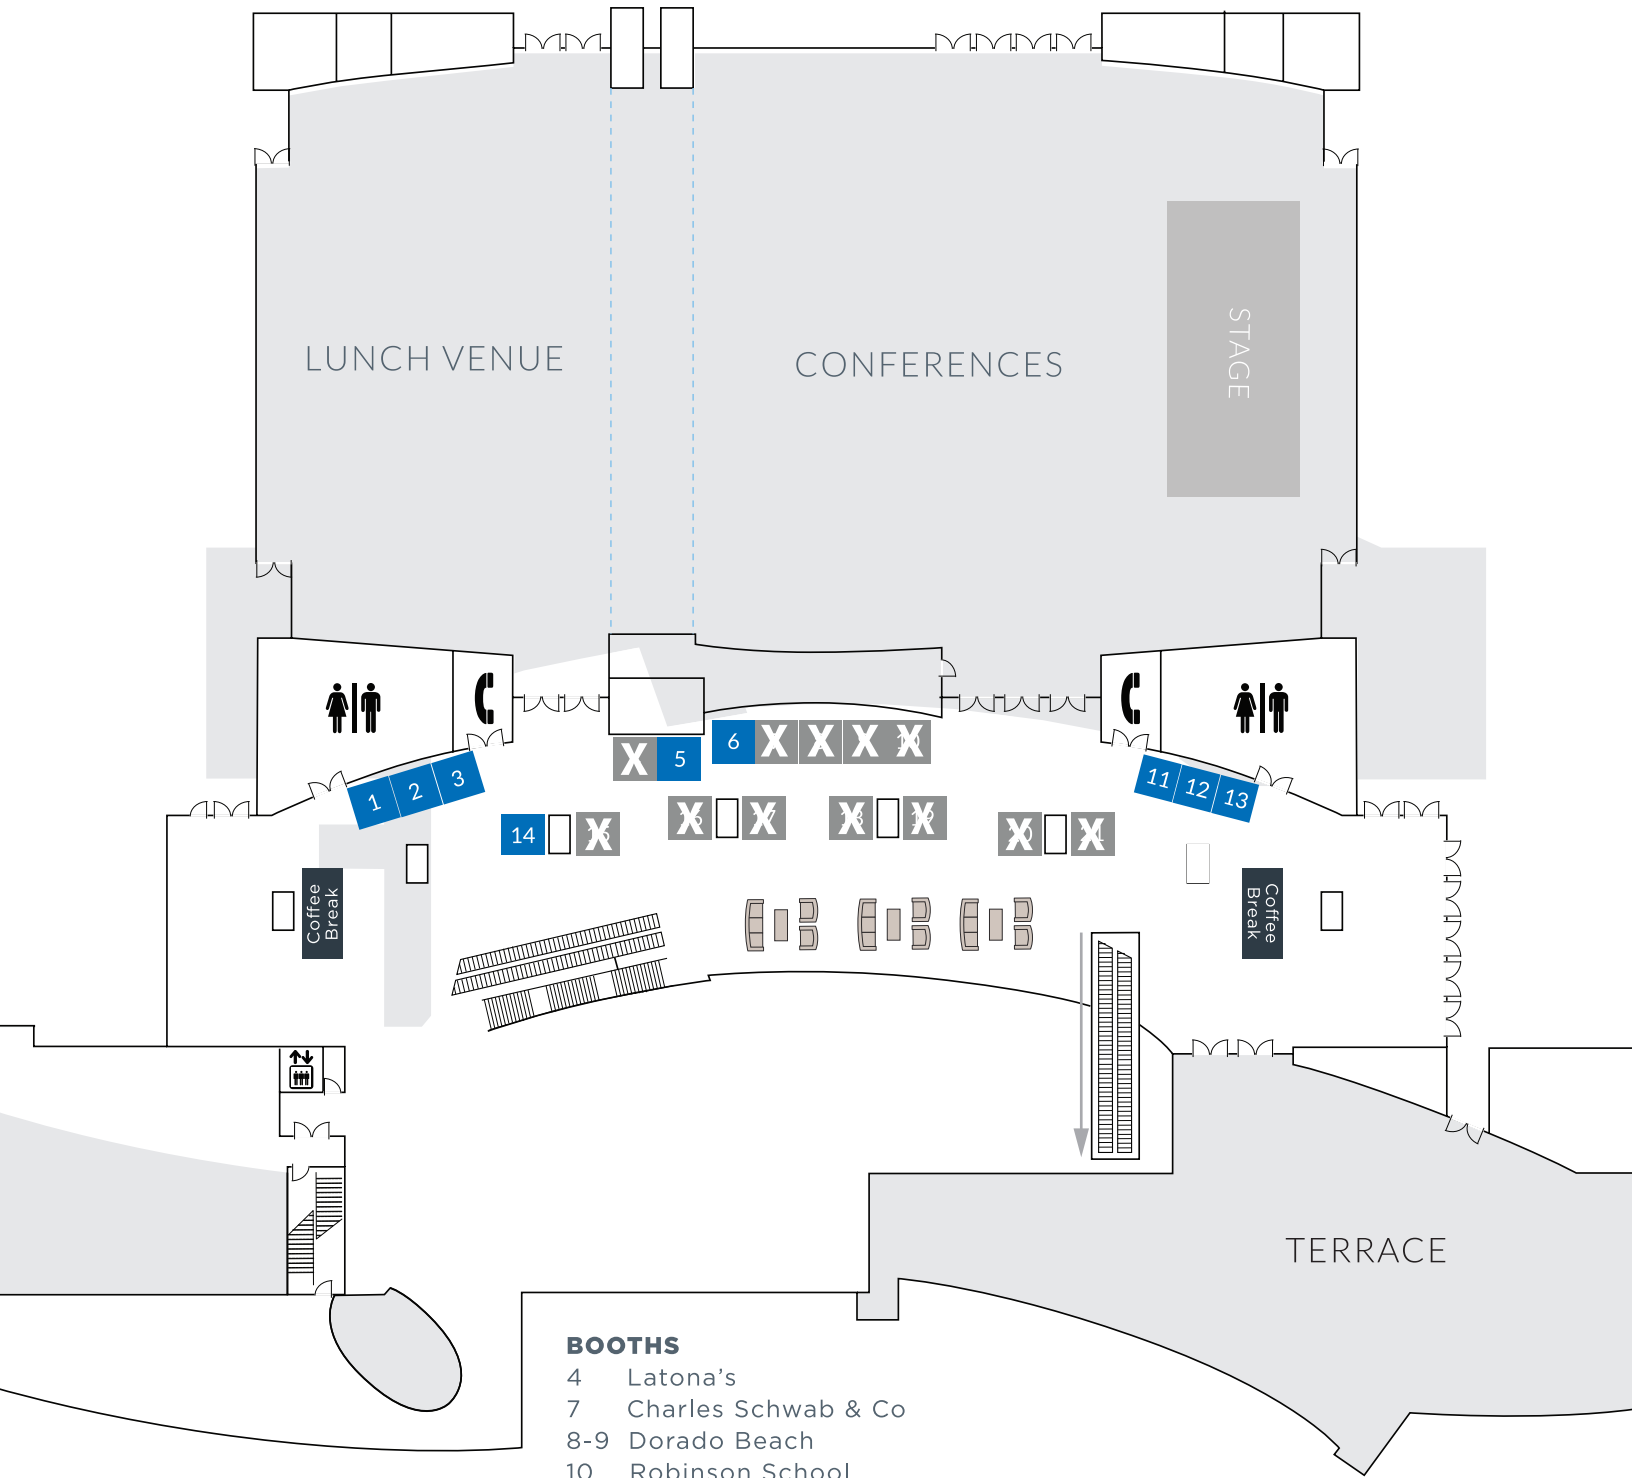 STAGE
LUNCH VENUE
CONFERENCES
1
2
3
X
5
6
X
X
X
X
11
12
13
14
X
X
X
X
X
X
X
Coffee
Break
Coffee
Break
TERRACE
BOOTHS
4 Latona’s
7 Charles Schwab & Co
8-9 Dorado Beach
10 Robinson School